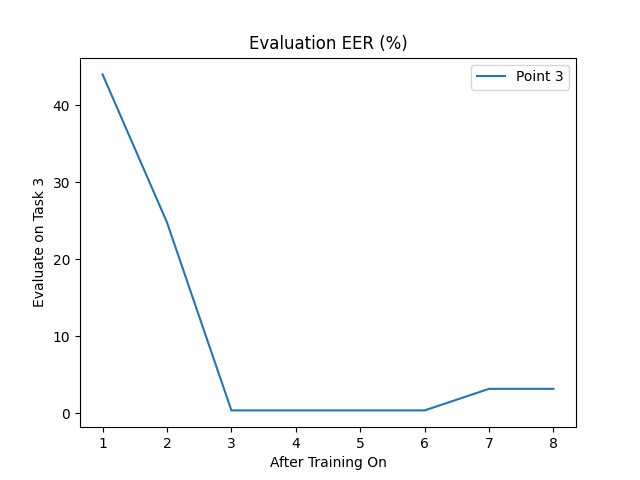 Evaluation EER (%)
Point 3
Evaluate on Task 3
40
30
20
10
0
1 2 3 4 5 6 7 8
After Training On